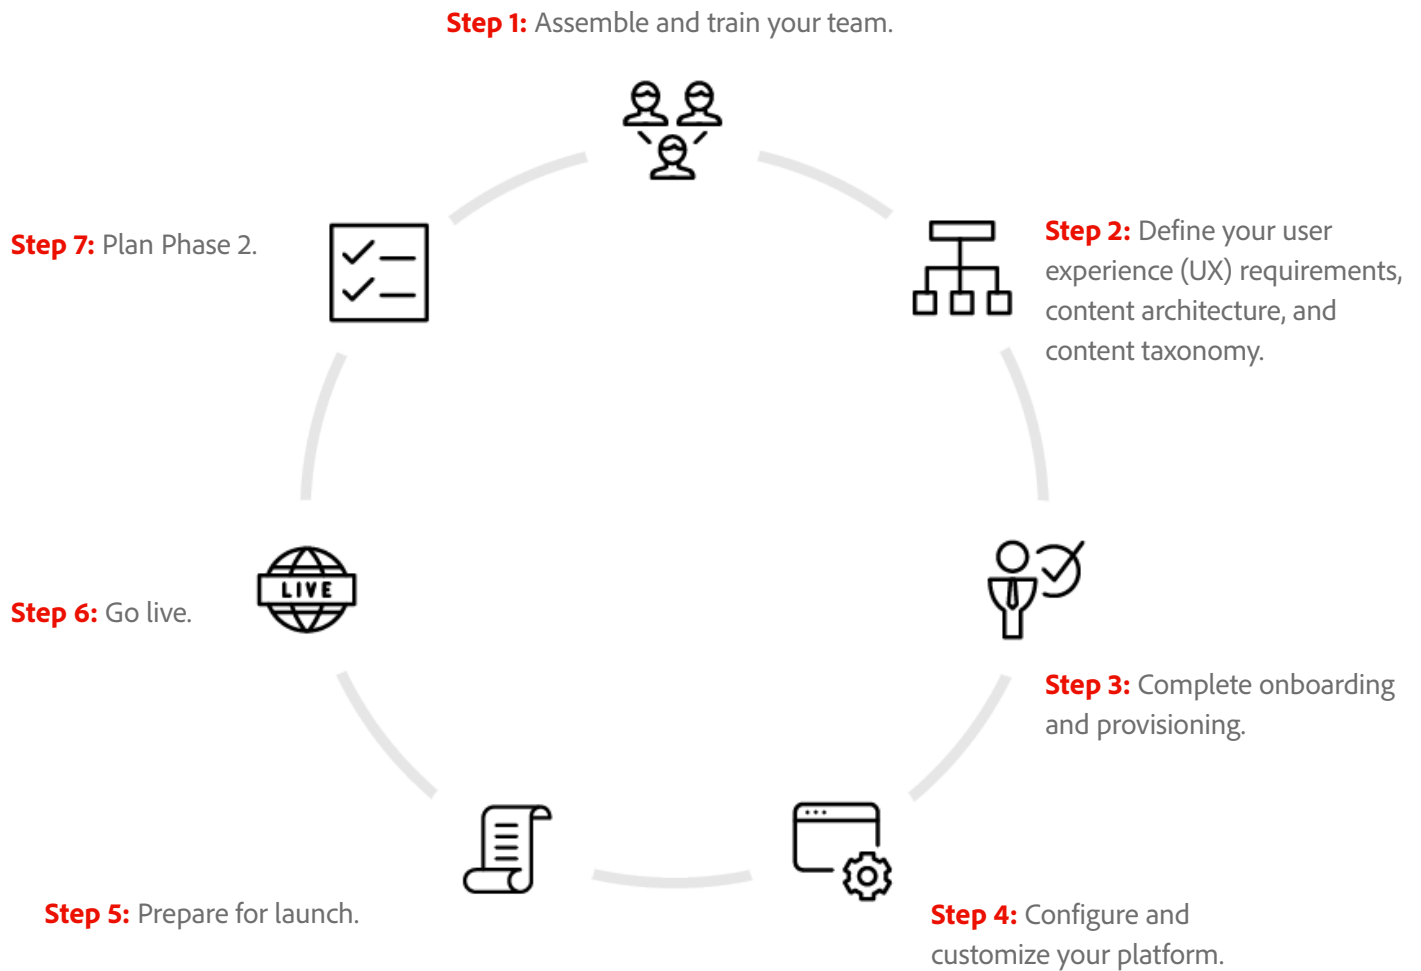 Step 1: Assemble and train your team.
Step 2: Define your user
experience (UX) requirements,
content architecture, and
content taxonomy.
Step 3: Complete onboarding
and provisioning.
Step 4: Configure and
customize your platform.
Step 5: Prepare for launch.
Step 6: Go live.
LIVE
Step 7: Plan Phase 2.